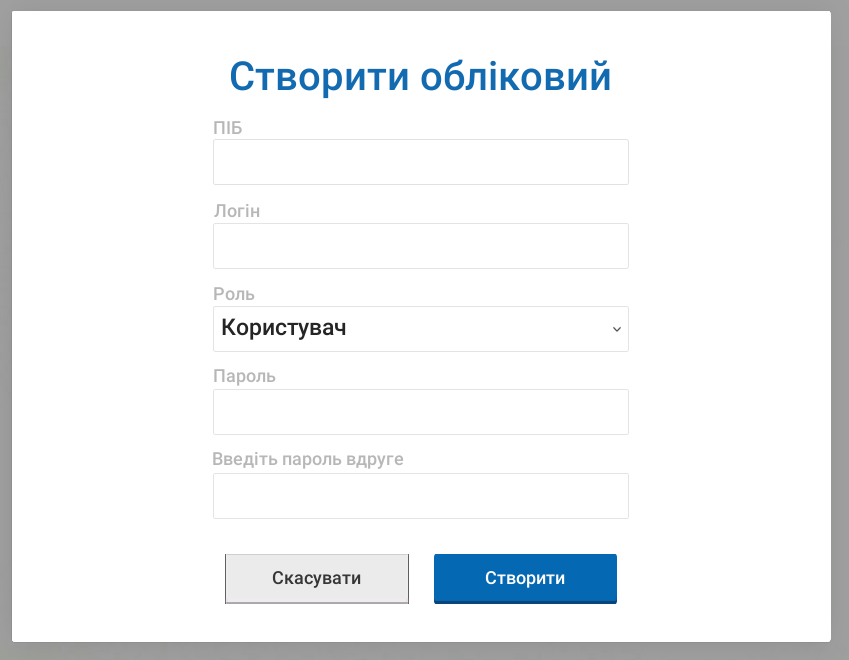 Створити обліковий
ПІБ
Логін
Роль
Користувач
Пароль
Введіть пароль вдруге
Скасувати
Створити